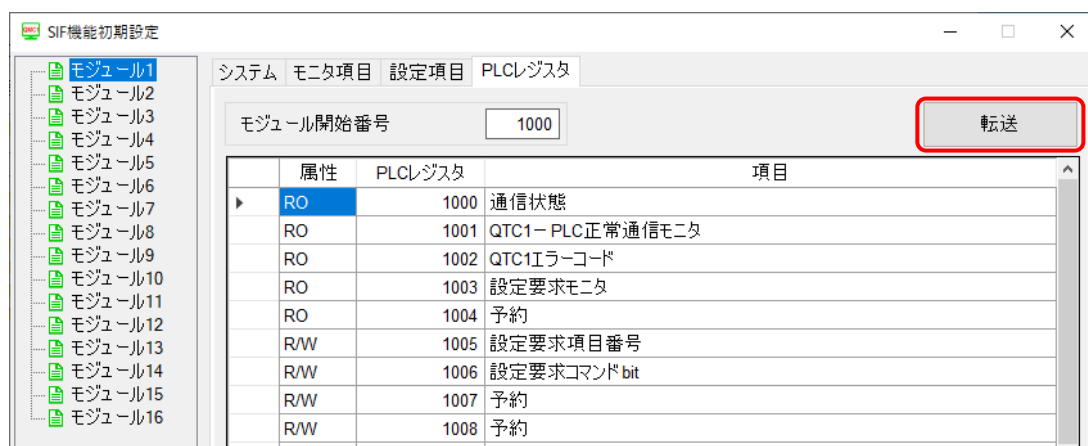 QTC1 SIF機能初期設定
モジュール1
モジュール2
モジュール3
モジュール4
モジュール5
モジュール6
モジュール7
モジュール8
モジュール9
モジュール10
モジュール11
モジュール12
モジュール13
モジュール14
モジュール15
モジュール16
システム モニタ項目 設定項目 PLCレジスタ
モジュール開始番号 1000 転送
属性 PLCレジスタ 項目
RO 1000 通信状態
RO 1001 QTC1－PLC正常通信モニタ
RO 1002 QTC1エラーコード
RO 1003 設定要求モニタ
RO 1004 予約
R/W 1005 設定要求項目番号
R/W 1006 設定要求コマンドbit
R/W 1007 予約
R/W 1008 予約